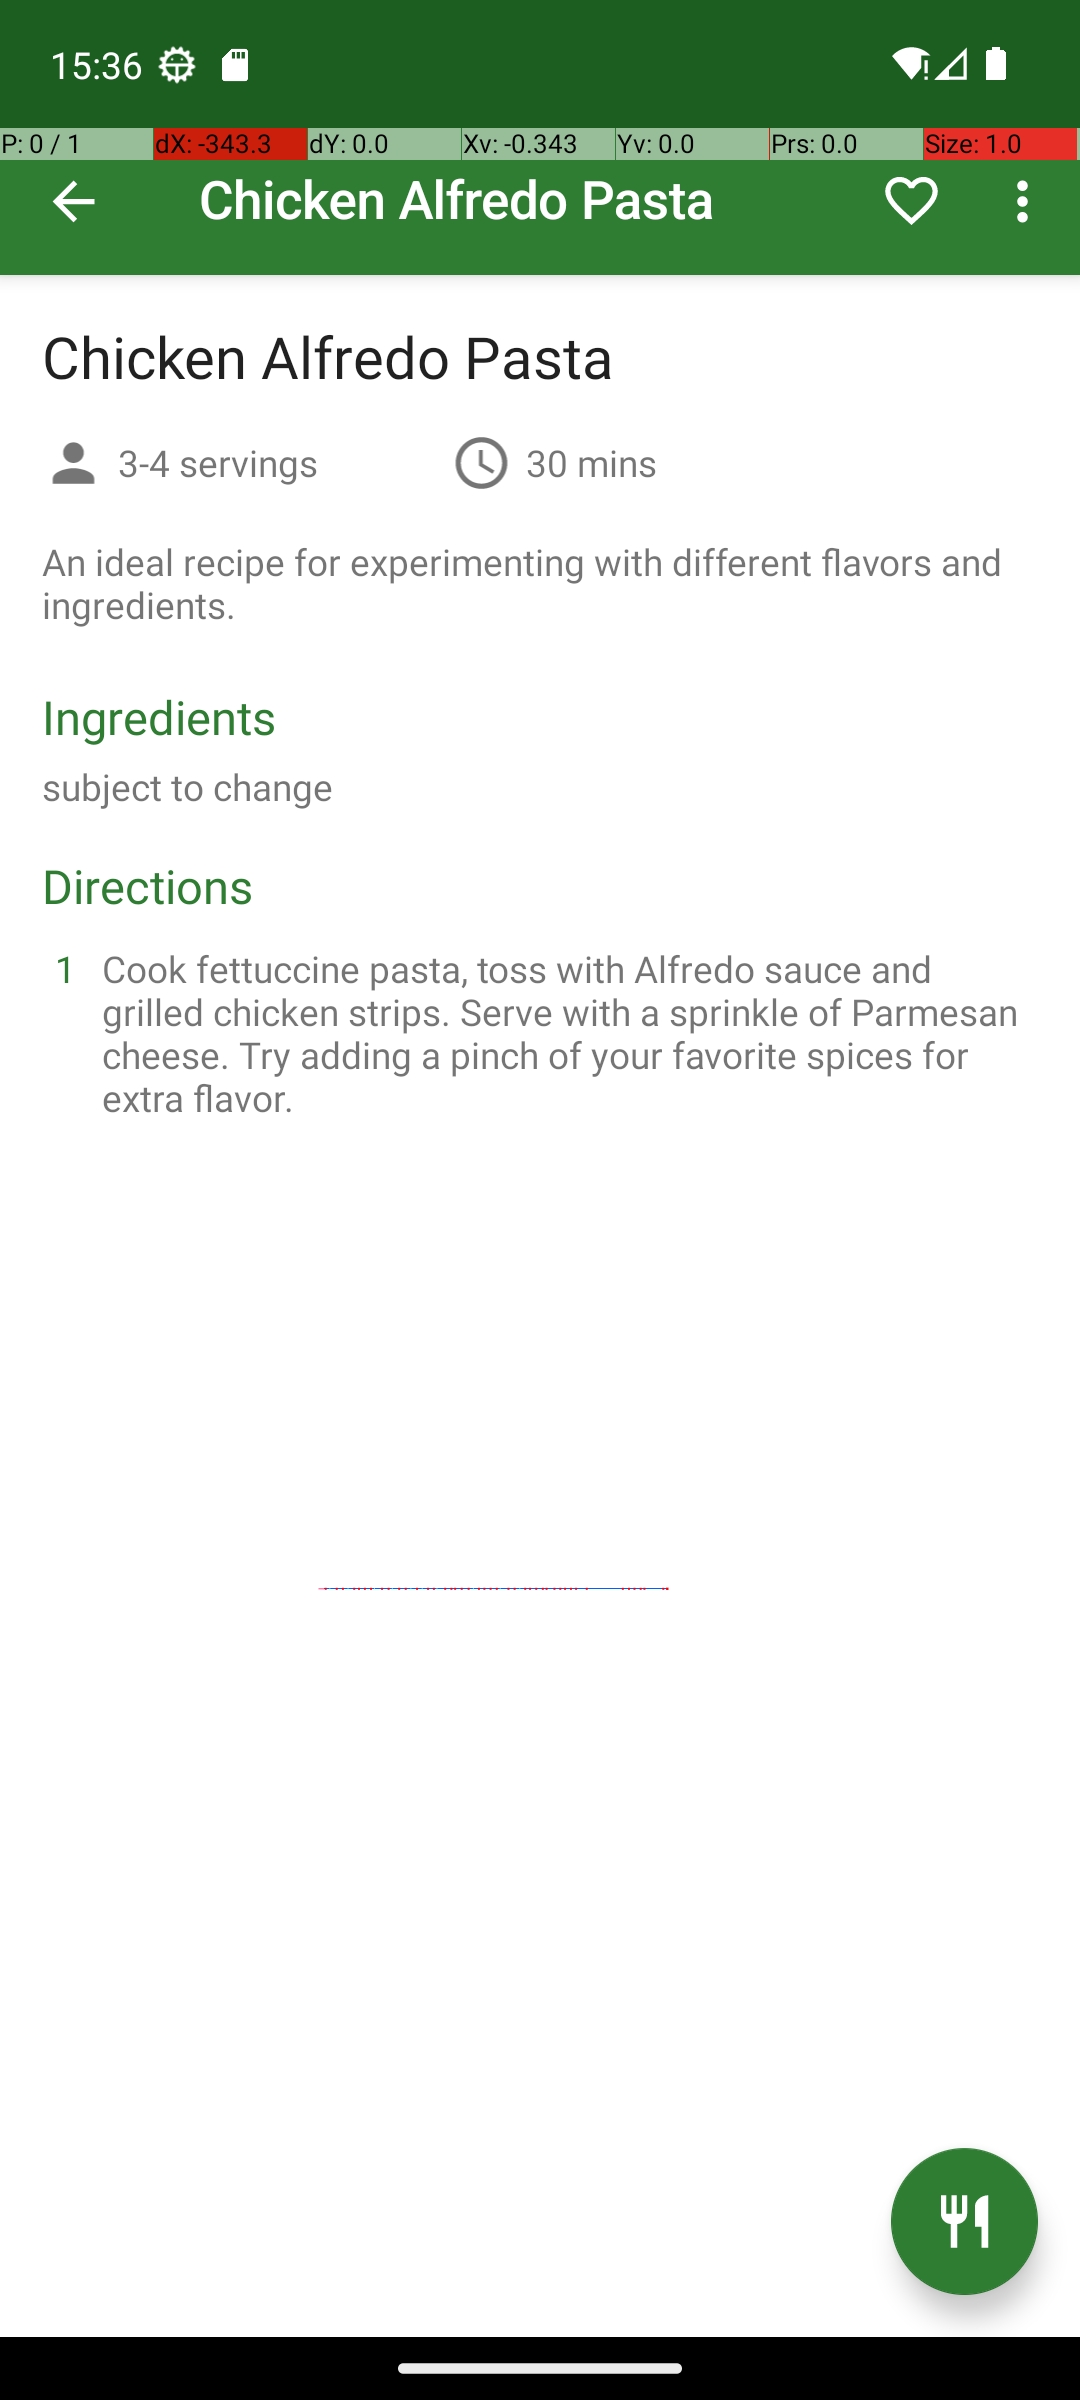 15:36
P: 0 / 1
dX: -343.3
dY: 0.0
Xv: -0.343
Yv: 0.0
Prs: 0.0
Size: 1.0
Chicken Alfredo Pasta
Chicken Alfredo Pasta
3-4 servings
30 mins
An ideal recipe for experimenting with different flavors and
ingredients.
Ingredients
subject to change
Directions
1 Cook fettuccine pasta, toss with Alfredo sauce and
grilled chicken strips. Serve with a sprinkle of Parmesan
cheese. Try adding a pinch of your favorite spices for
extra flavor.